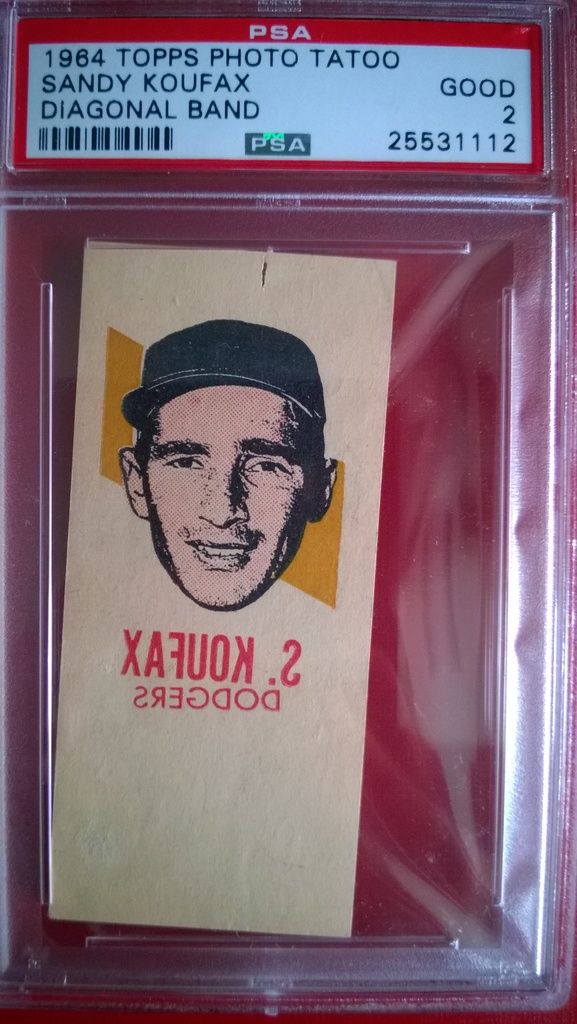 PSA
1964 TOPPS PHOTO TATOO
SANDY KOUFAX GOOD
DIAGONAL BAND 2
PSA 25531112
S. KOUFAX
DODGERS